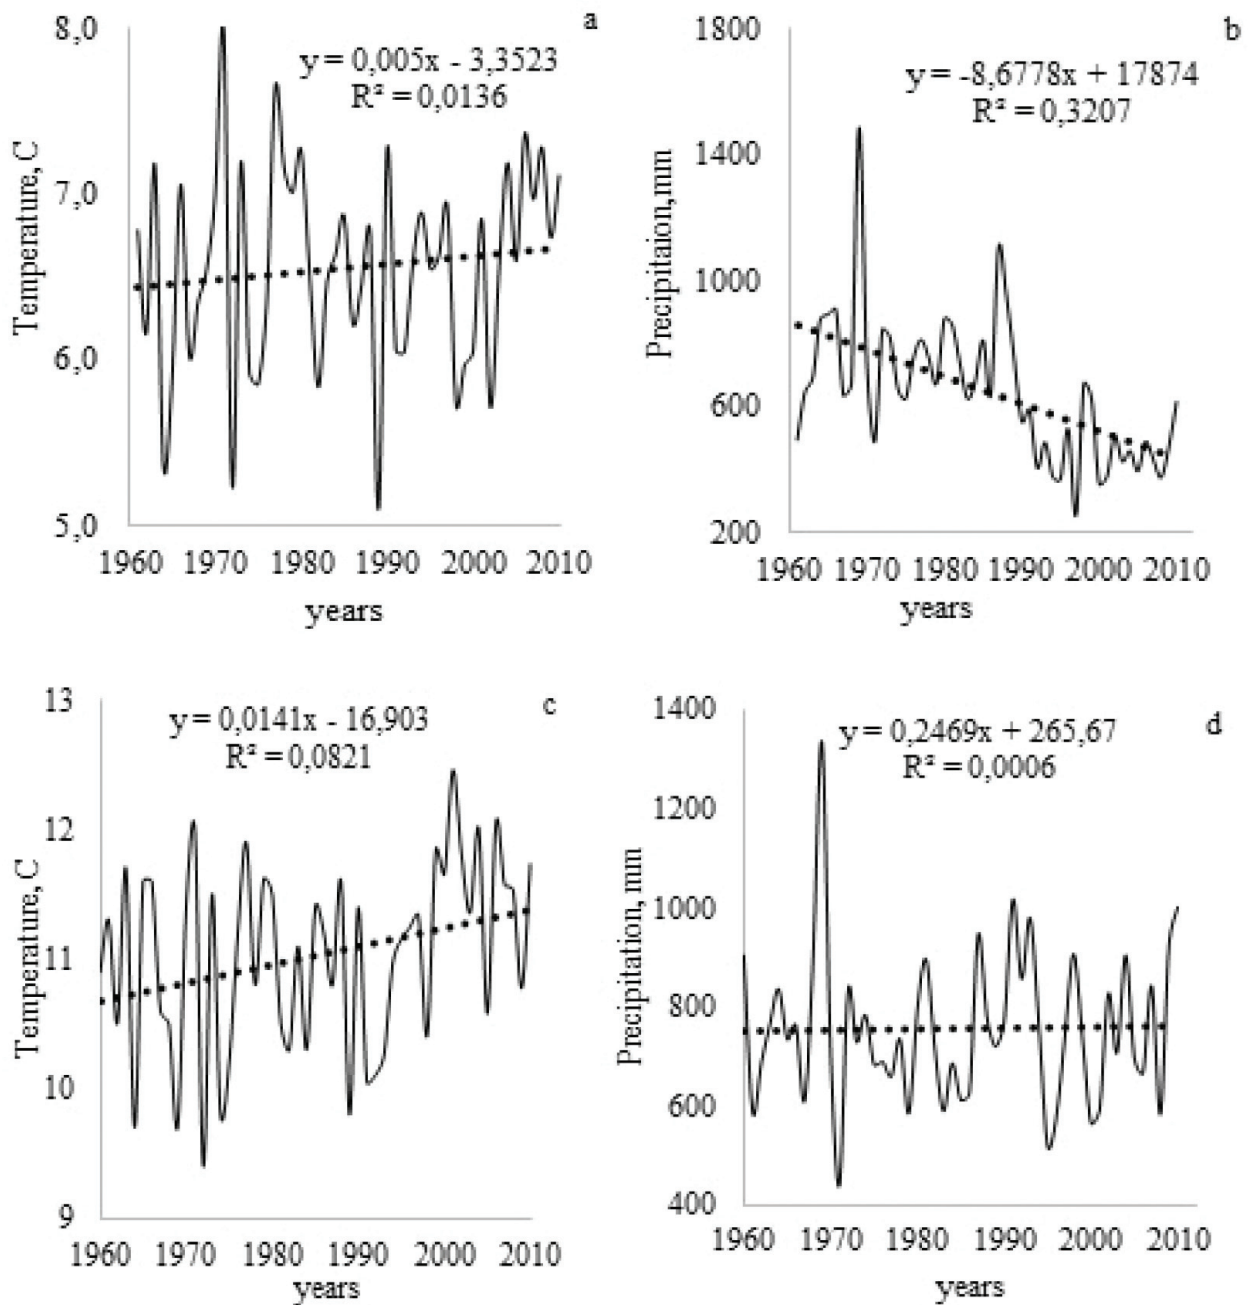 a
y = 0,005x - 3,3523
R² = 0,0136
Temperature, C
8,0
7,0
6,0
5,0
1960 1970 1980 1990 2000 2010
years
b
y = -8,6778x + 17874
R² = 0,3207
Precipitaion,mm
1800
1400
1000
600
200
1960 1970 1980 1990 2000 2010
years
c
y = 0,0141x - 16,903
R² = 0,0821
Temperature, C
13
12
11
10
9
1960 1970 1980 1990 2000 2010
years
d
y = 0,2469x + 265,67
R² = 0,0006
Precipitation, mm
1400
1200
1000
800
600
400
1960 1970 1980 1990 2000 2010
years